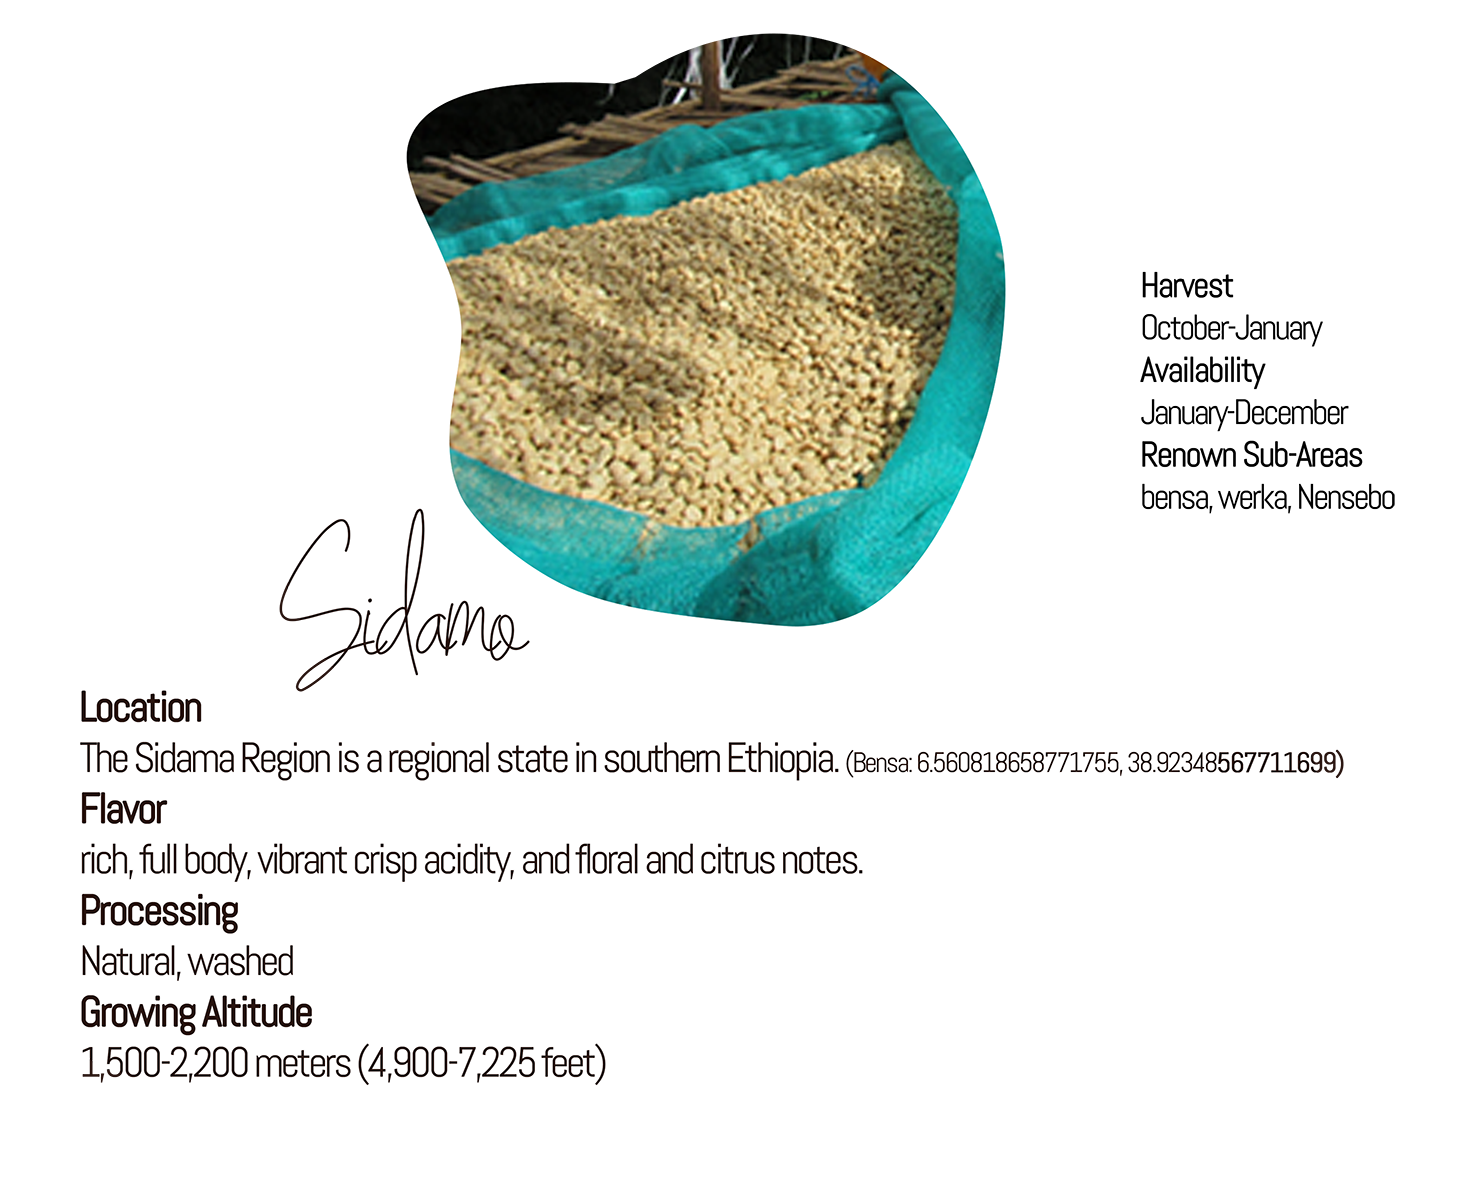 Harvest
October-January
Availability
January-December
Renown Sub-Areas
bensa, werka, Nensebo
Sidamo
Location
The Sidama Region is a regional state in southern Ethiopia. (Bensa: 6.560818658771755, 38.92348567711699)
Flavor
rich, full body, vibrant crisp acidity, and floral and citrus notes.
Processing
Natural, washed
Growing Altitude
1,500-2,200 meters (4,900-7,225 feet)